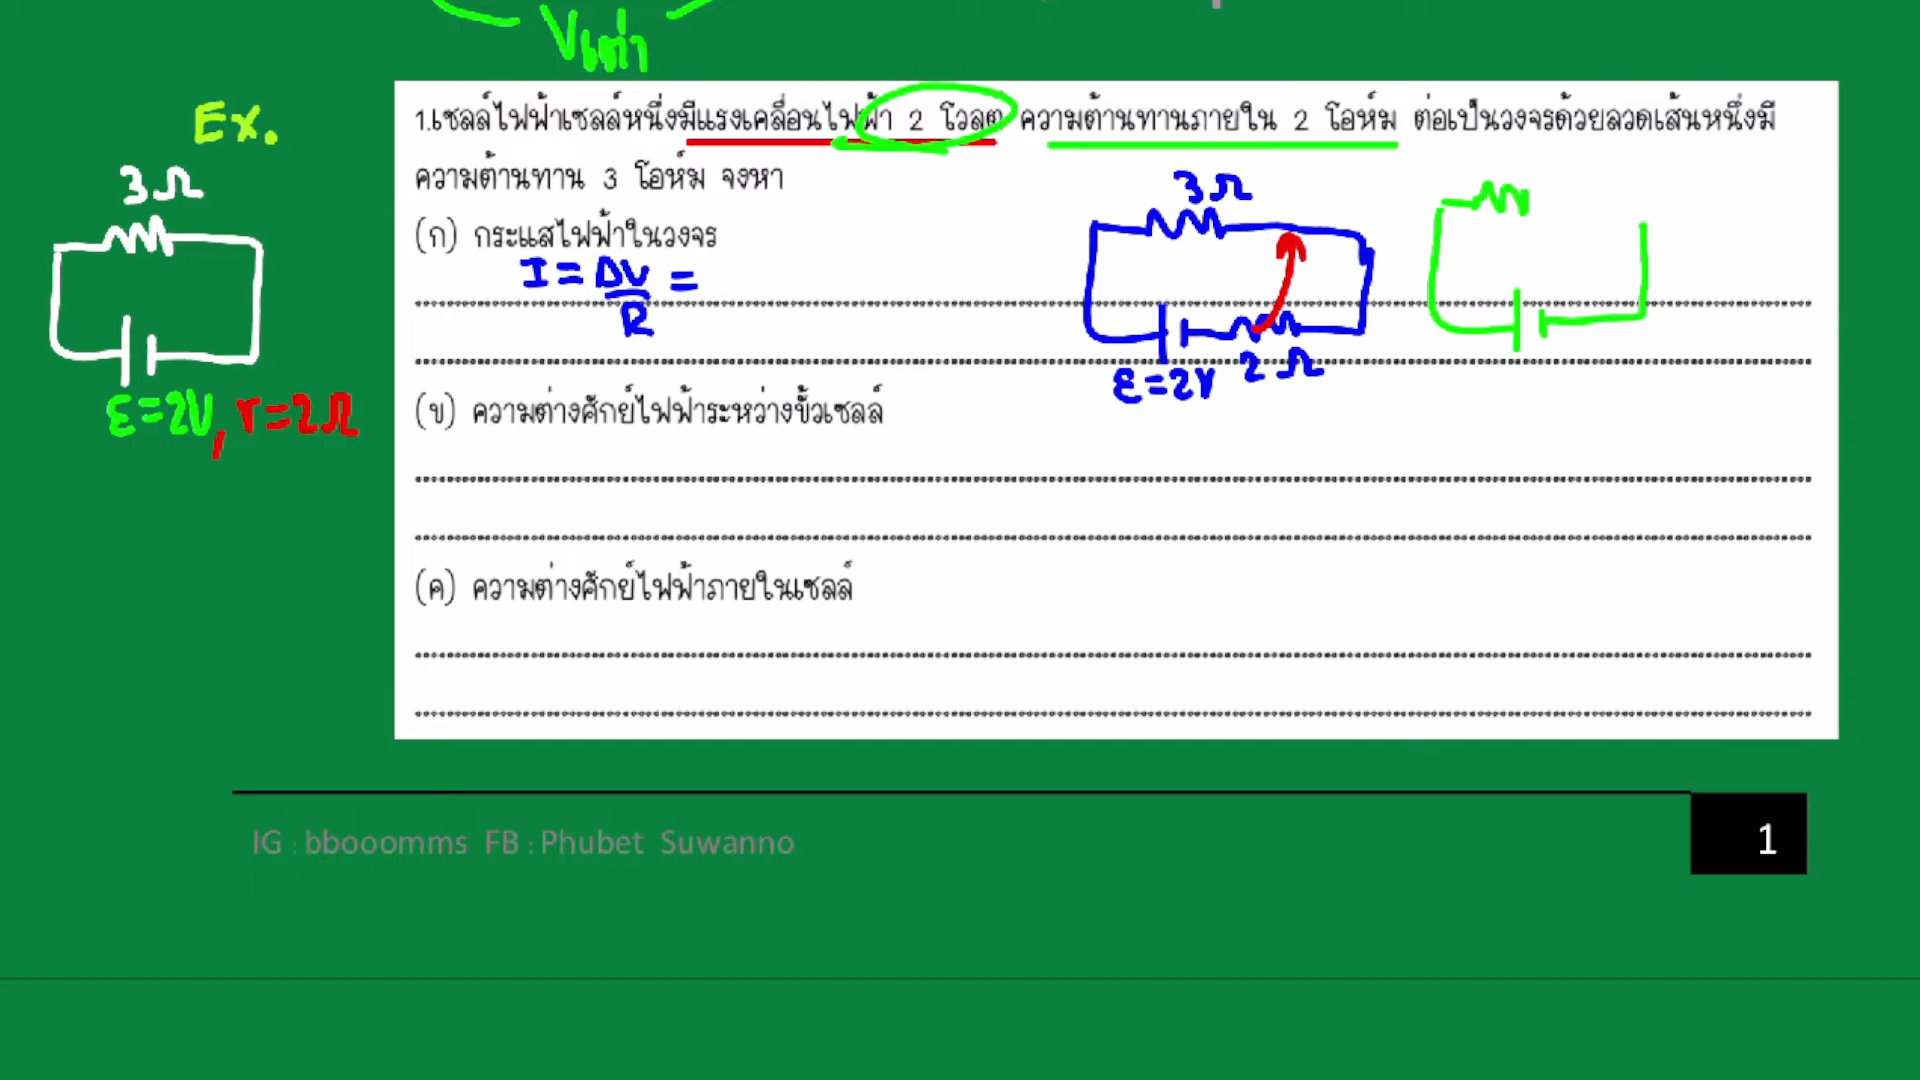 Vเต่า
Ex.
1.เซลล์ไฟฟ้าเซลล์หนึ่งมีแรงเคลื่อนไฟฟ้า 2 โวลต์ ความต้านทานภายใน 2 โอห์ม ต่อเป็นวงจรด้วยลวดเส้นหนึ่งมี
ความต้านทาน 3 โอห์ม จงหา
3Ω
3Ω
(ก) กระแสไฟฟ้าในวงจร
I = ΔV/R =
ε=2V 2Ω
ε=2V, r=2Ω
(ข) ความต่างศักย์ไฟฟ้าระหว่างขั้วเซลล์
(ค) ความต่างศักย์ไฟฟ้าภายในเซลล์
IG : bbooomms FB : Phubet Suwanno
1